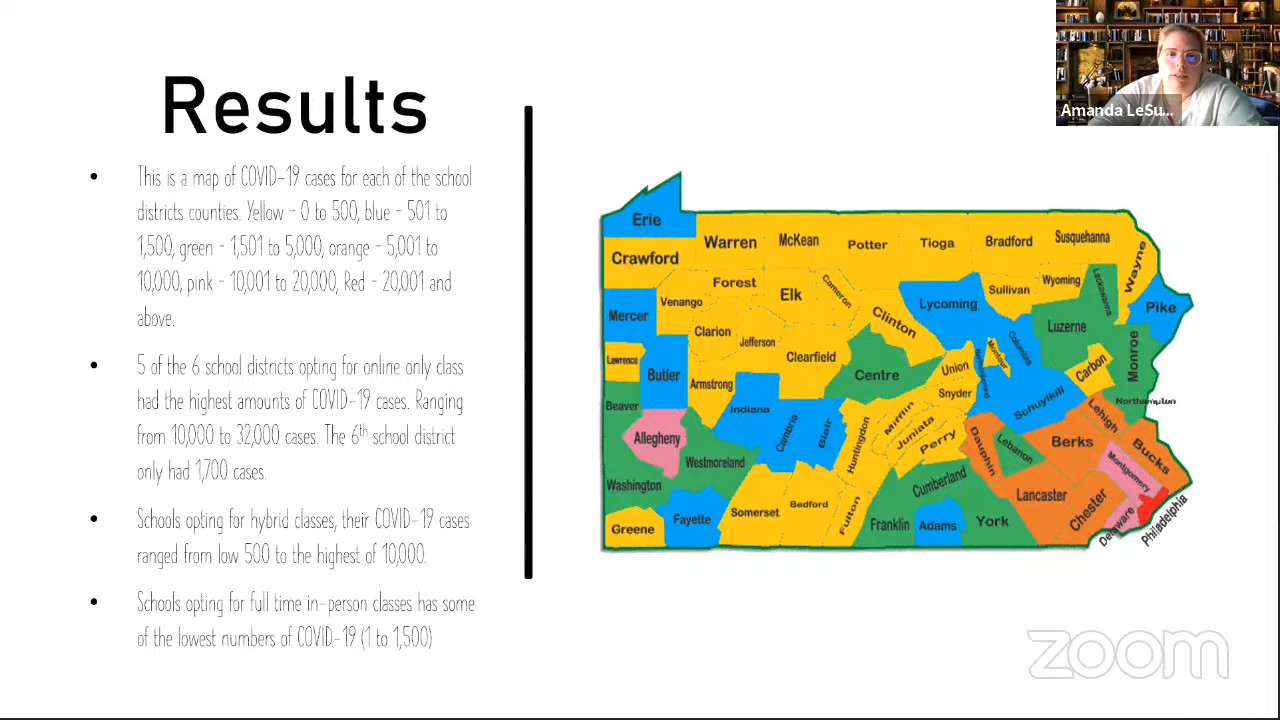 Amanda LeSu...
Results
• This is a map of COVID-19 cases for each of the school
districts counties. Yellow - 0 to 500, blue - 501 to
1,500, green - 1,501 to 5,000, orange - 5,001 to
10,000, pink - 10,001 to 20,000, Red - 20,001 and
above.
• 5 of the 6 school districts opting for online only class
had the highest amounts of COVID-19 cases. Ranging
from 10,000 to 32,000 cases. The 6th school district
only had 1,700 cases.
• Schools opting for hybrid classes, their COVID-19 cases
ranged from low 500 to the highest of 10,000.
• Schools opting for full time in-person classes has some
of the lowest numbers of COVID-19 (1 to 1,500)
Erie
Crawford
Warren
McKean
Potter
Tioga
Bradford
Susquehanna
Wayne
Forest
Venango
Elk
Cameron
Sullivan
Wyoming
Lackawanna
Pike
Mercer
Clarion
Jefferson
Clinton
Lycoming
Columbia
Luzerne
Monroe
Lawrence
Butler
Armstrong
Clearfield
Centre
Union
Snyder
Northumberland
Montour
Carbon
Schuylkill
Northampton
Beaver
Allegheny
Indiana
Cambria
Blair
Huntingdon
Mifflin
Juniata
Perry
Dauphin
Lebanon
Berks
Lehigh
Bucks
Montgomery
Westmoreland
Washington
Greene
Fayette
Somerset
Bedford
Fulton
Franklin
Cumberland
Adams
York
Lancaster
Chester
Delaware
Philadelphia
zoom